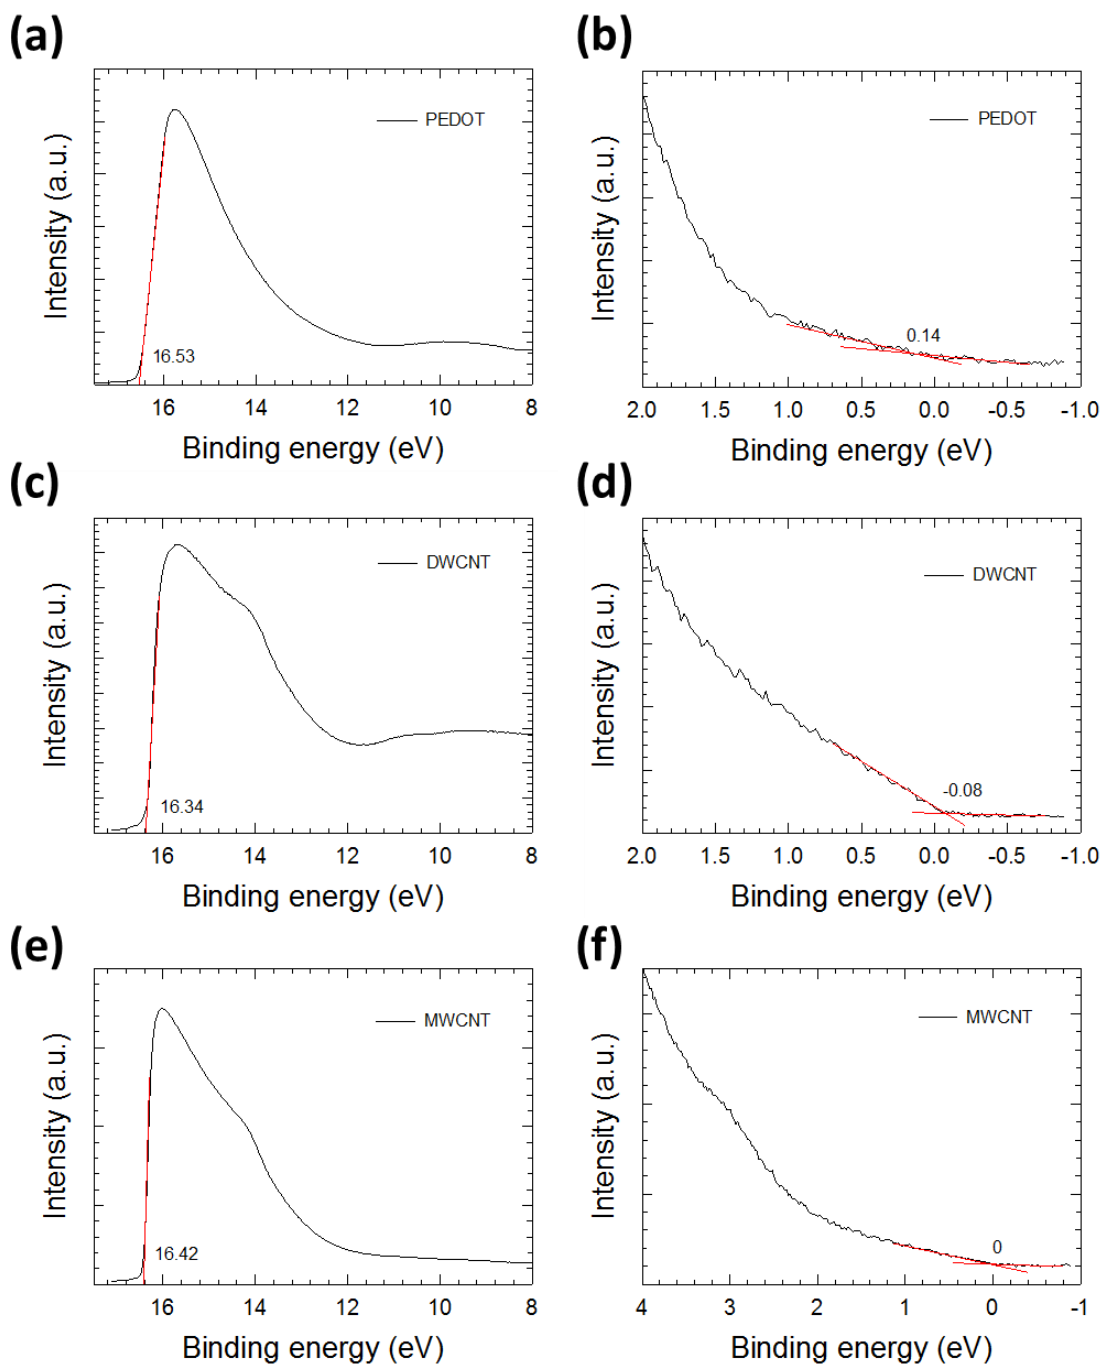 (a)
(b)
Intensity (a.u.)
PEDOT
16.53
16 14 12 10 8
Binding energy (eV)
Intensity (a.u.)
PEDOT
0.14
2.0 1.5 1.0 0.5 0.0 -0.5 -1.0
Binding energy (eV)
(c)
(d)
Intensity (a.u.)
DWCNT
16.34
16 14 12 10 8
Binding energy (eV)
Intensity (a.u.)
DWCNT
-0.08
2.0 1.5 1.0 0.5 0.0 -0.5 -1.0
Binding energy (eV)
(e)
(f)
Intensity (a.u.)
MWCNT
16.42
16 14 12 10 8
Binding energy (eV)
Intensity (a.u.)
MWCNT
0
4 3 2 1 0 -1
Binding energy (eV)